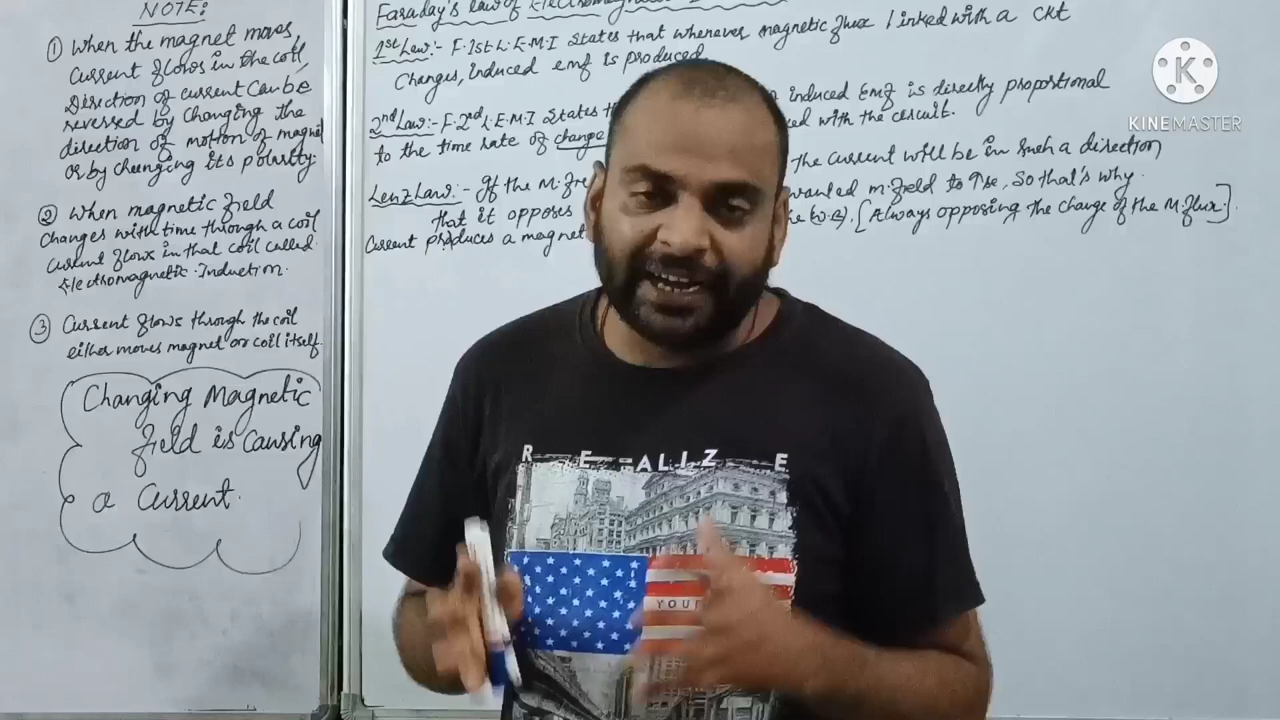 NOTE:
① When the magnet moves,
Current flows in the coil,
Direction of current can be
reversed by changing the
direction of motion of magnet
or by changing its polarity.
② When magnetic field
changes with time through a coil
current flows in that coil called
Electromagnetic Induction.
③ Current flows through the coil
either moves magnet or coil itself.
Changing Magnetic
field is causing
a Current.
Faraday's law of Electromagnetic
1st Law:- F.1st.L.E.M.I States that whenever magnetic flux linked with a CKt
Changes, Induced emf is produced
2nd Law:- F.2nd.L.E.M.I States induced Emf is directly proportional
to the time rate of change with the circuit.
Lenz Law:- If the M.F the current will be in such a direction
that it opposes wanted m.field to rise, So that's why
Current produces a magnet [Always opposing the change of the M.flux.]
R E ALIZ E
YOU
K
KINEMASTER